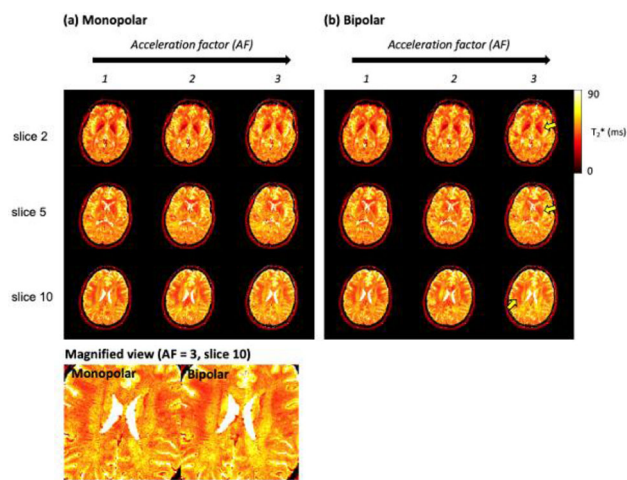 (a) Monopolar
(b) Bipolar
Acceleration factor (AF)
Acceleration factor (AF)
1 2 3
1 2 3
90
T2* (ms)
0
slice 2
slice 5
slice 10
Magnified view (AF = 3, slice 10)
Monopolar
Bipolar